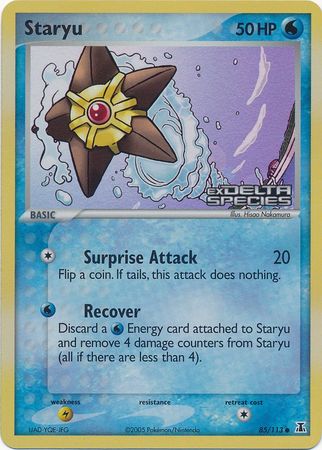 Staryu 50 HP
ex DELTA
SPECIES
BASIC
Illus. Hisao Nakamura
Surprise Attack 20
Flip a coin. If tails, this attack does nothing.
Recover
Discard a Energy card attached to Staryu
and remove 4 damage counters from Staryu
(all if there are less than 4).
weakness resistance retreat cost
©2005 Pokémon/Nintendo
85/113